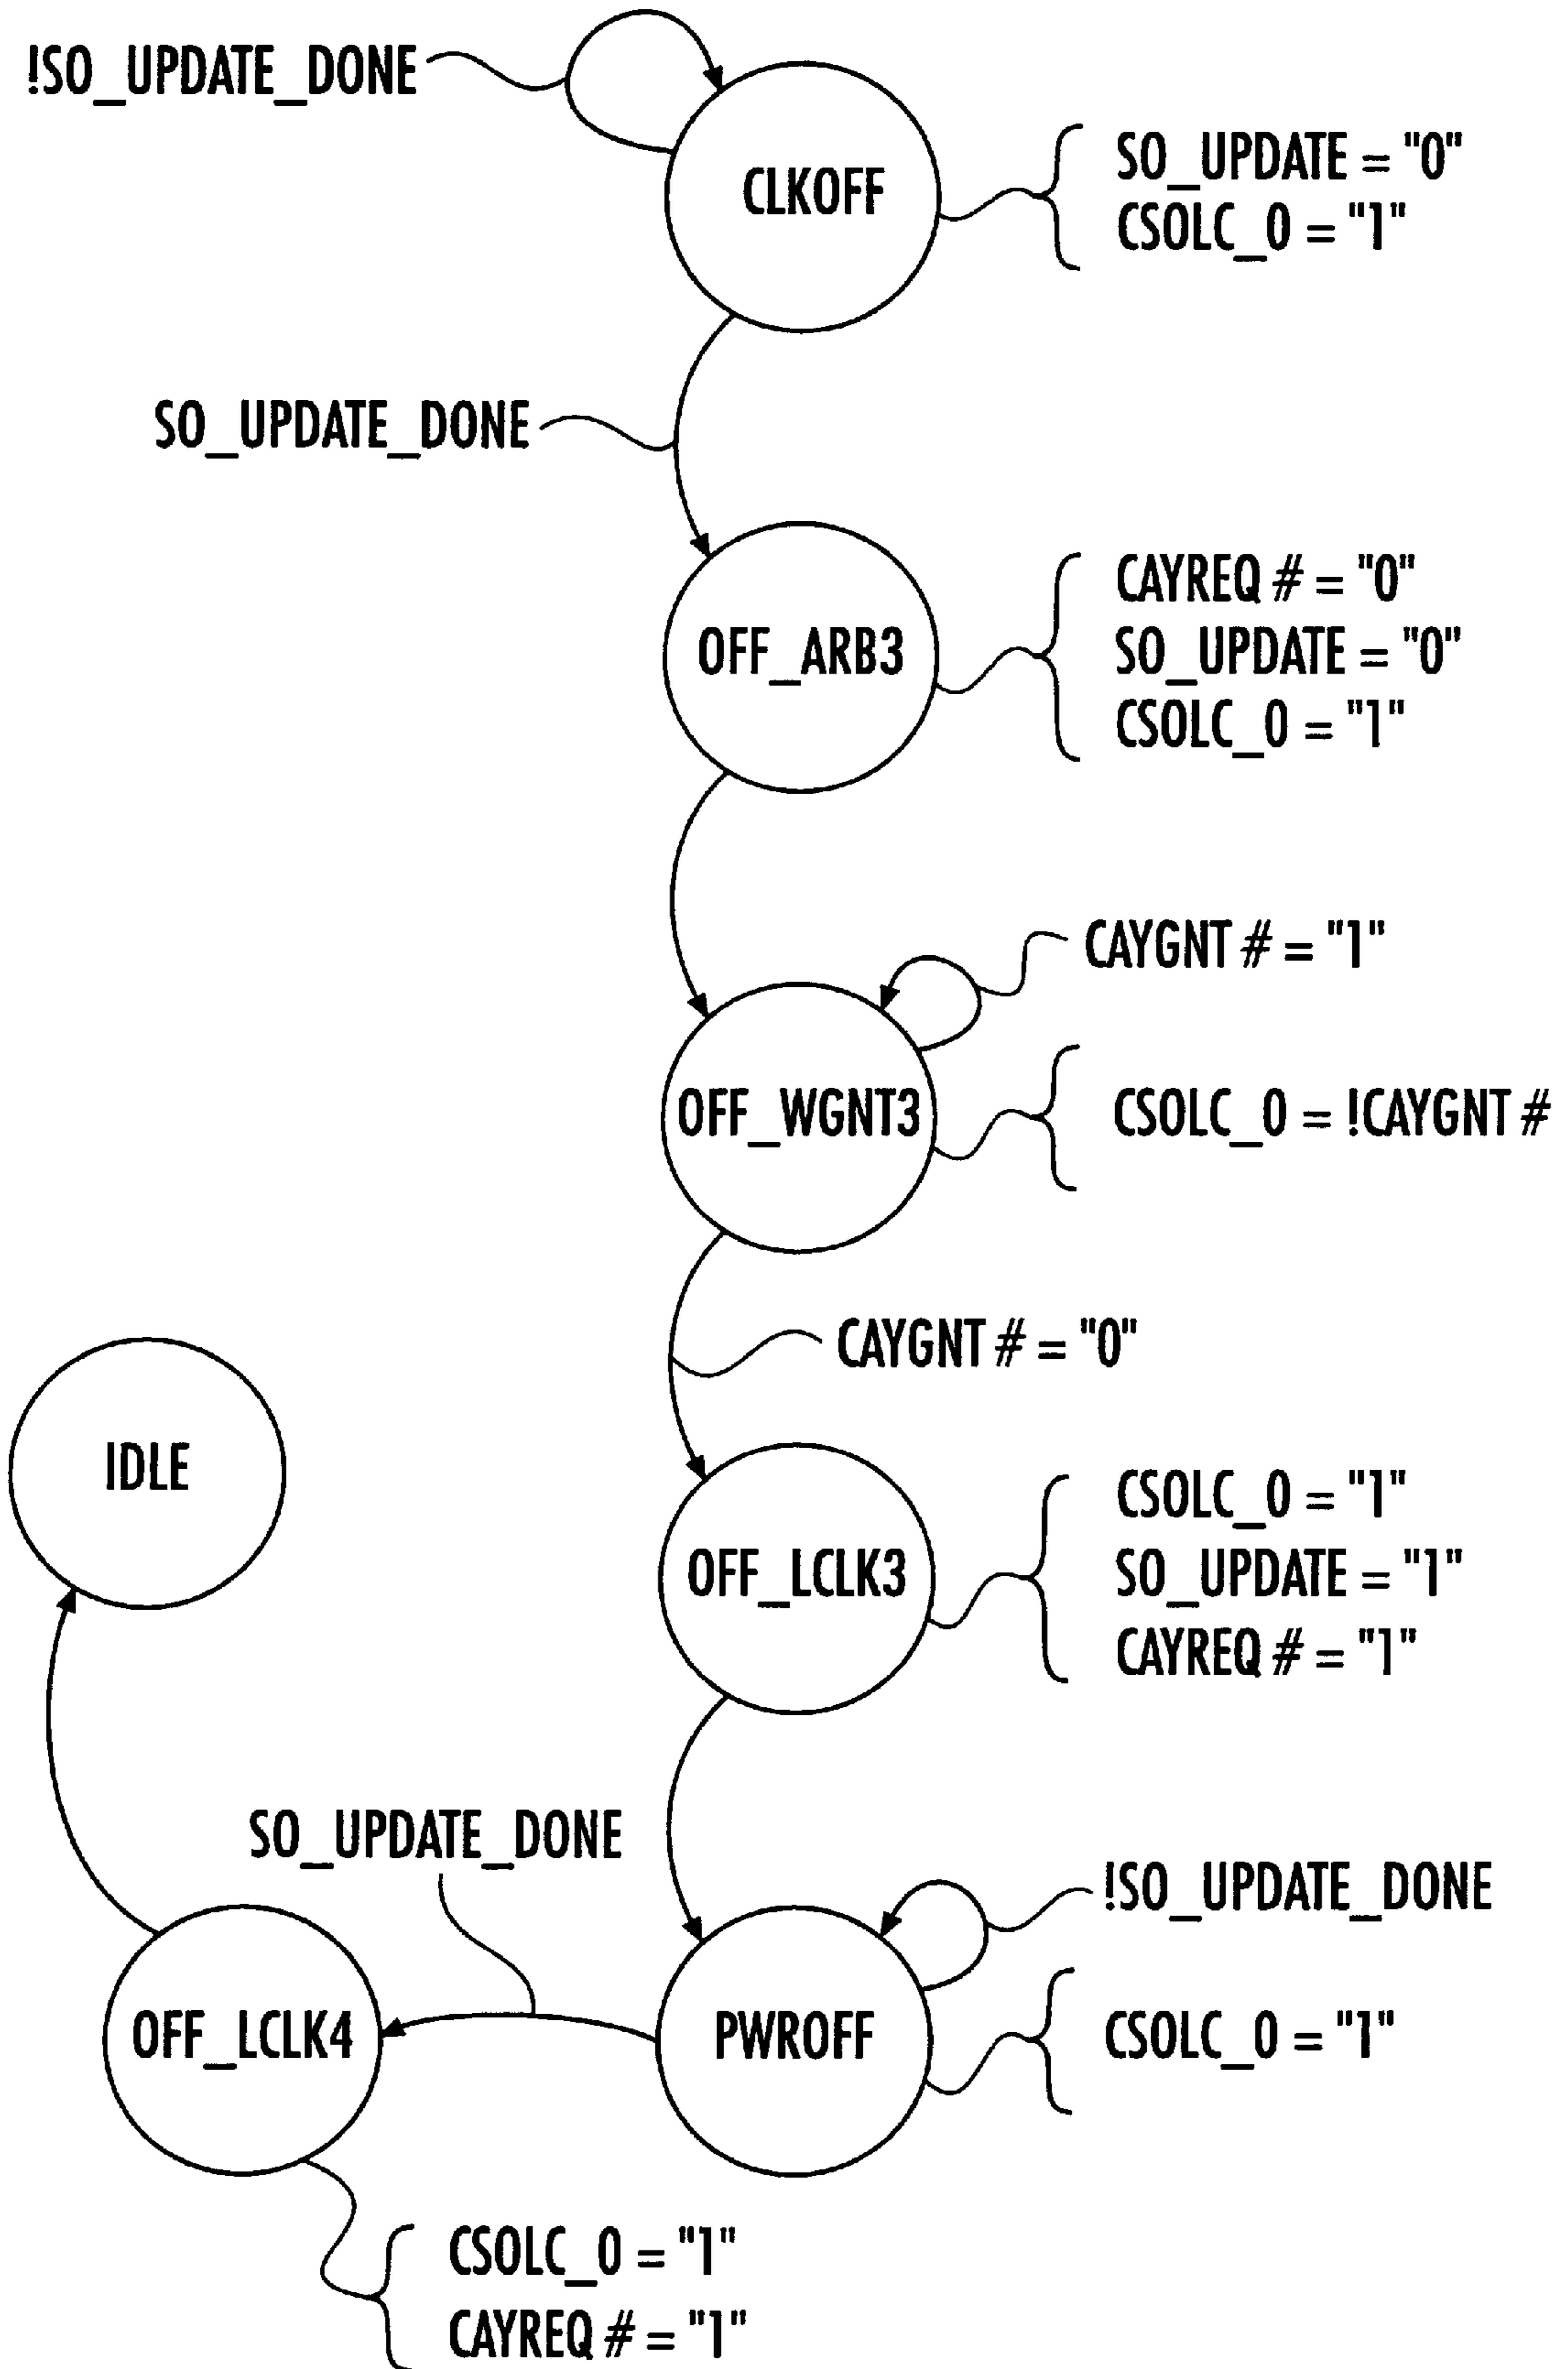 !SO_UPDATE_DONE
CLKOFF
SO_UPDATE = "0"
CSOLC_0 = "1"
SO_UPDATE_DONE
OFF_ARB3
CAYREQ # = "0"
SO_UPDATE = "0"
CSOLC_0 = "1"
CAYGNT # = "1"
OFF_WGNT3
CSOLC_0 = !CAYGNT #
CAYGNT # = "0"
IDLE
OFF_LCLK3
CSOLC_0 = "1"
SO_UPDATE = "1"
CAYREQ # = "1"
SO_UPDATE_DONE
!SO_UPDATE_DONE
OFF_LCLK4
PWROFF
CSOLC_0 = "1"
CSOLC_0 = "1"
CAYREQ # = "1"